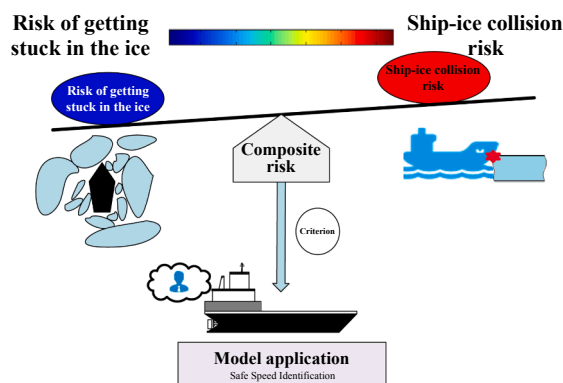 Risk of getting
stuck in the ice
Ship-ice collision
risk
Risk of getting
stuck in the ice
Ship-ice collision
risk
Composite
risk
Criterion
Model application
Safe Speed Identification